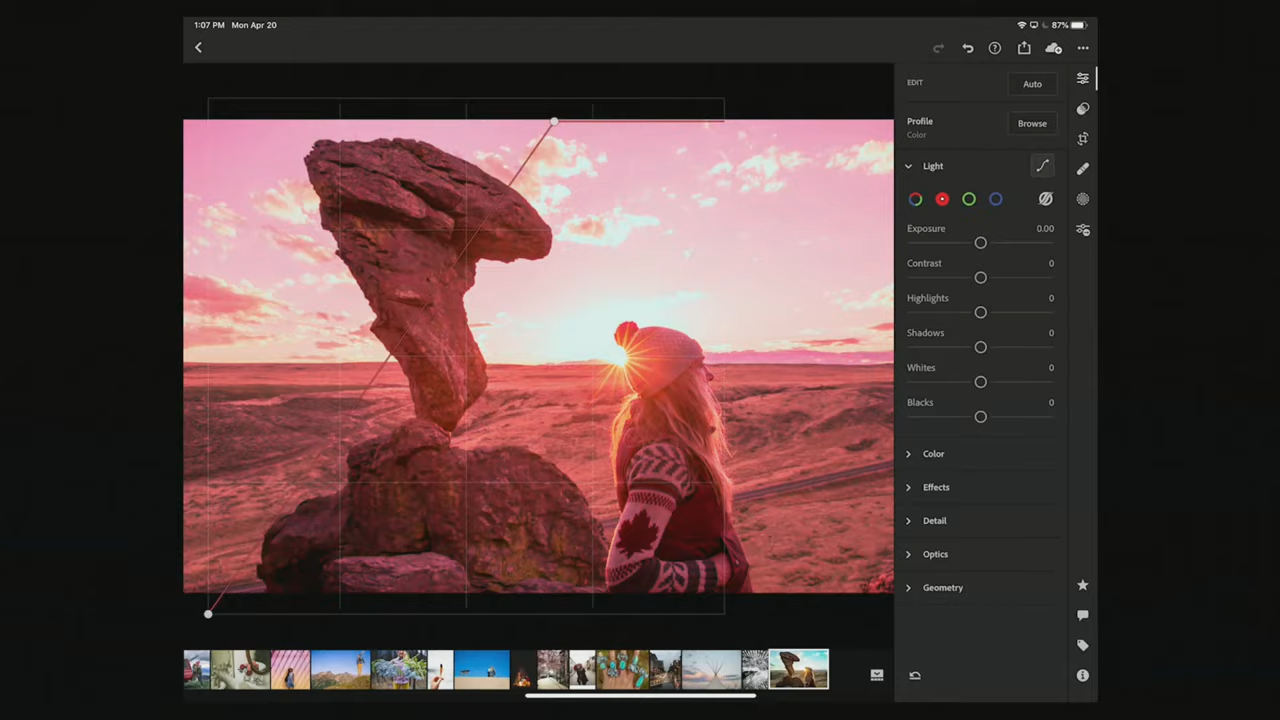 1:07 PM Mon Apr 20
87%
EDIT
Auto
Profile
Color
Browse
Light
Exposure 0.00
Contrast 0
Highlights 0
Shadows 0
Whites 0
Blacks 0
Color
Effects
Detail
Optics
Geometry